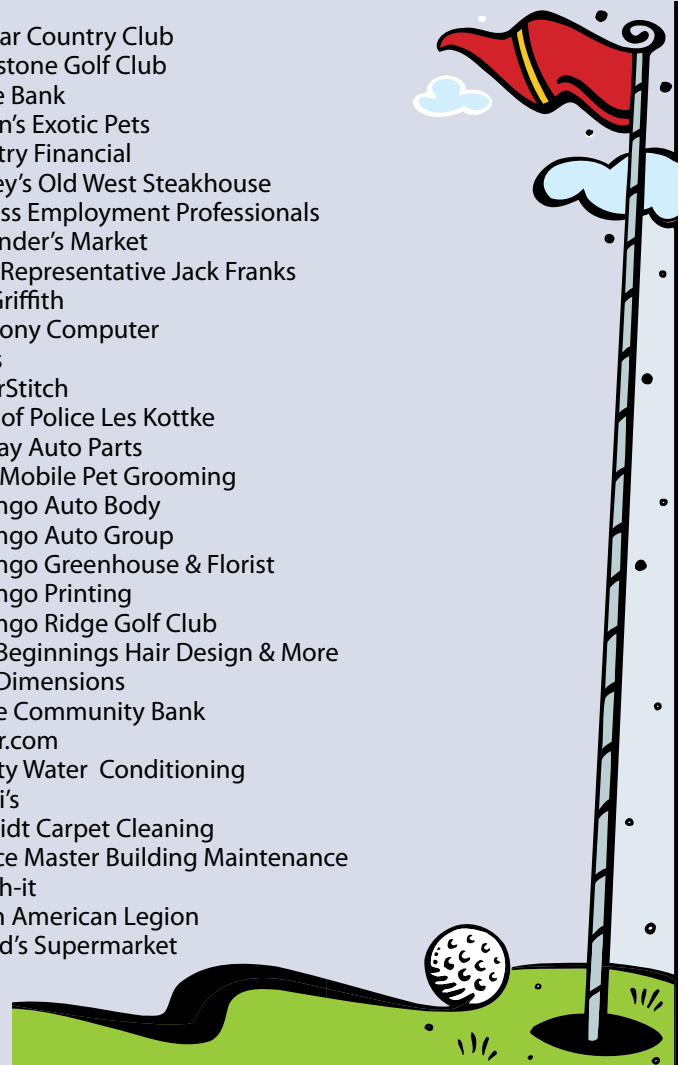 ar Country Club
stone Golf Club
e Bank
n’s Exotic Pets
try Financial
ey’s Old West Steakhouse
ss Employment Professionals
nder’s Market
Representative Jack Franks
Griffith
ony Computer
s
rStitch
of Police Les Kottke
ay Auto Parts
Mobile Pet Grooming
ngo Auto Body
ngo Auto Group
ngo Greenhouse & Florist
ngo Printing
ngo Ridge Golf Club
Beginnings Hair Design & More
Dimensions
e Community Bank
r.com
ty Water Conditioning
i’s
idt Carpet Cleaning
ce Master Building Maintenance
h-it
n American Legion
d’s Supermarket